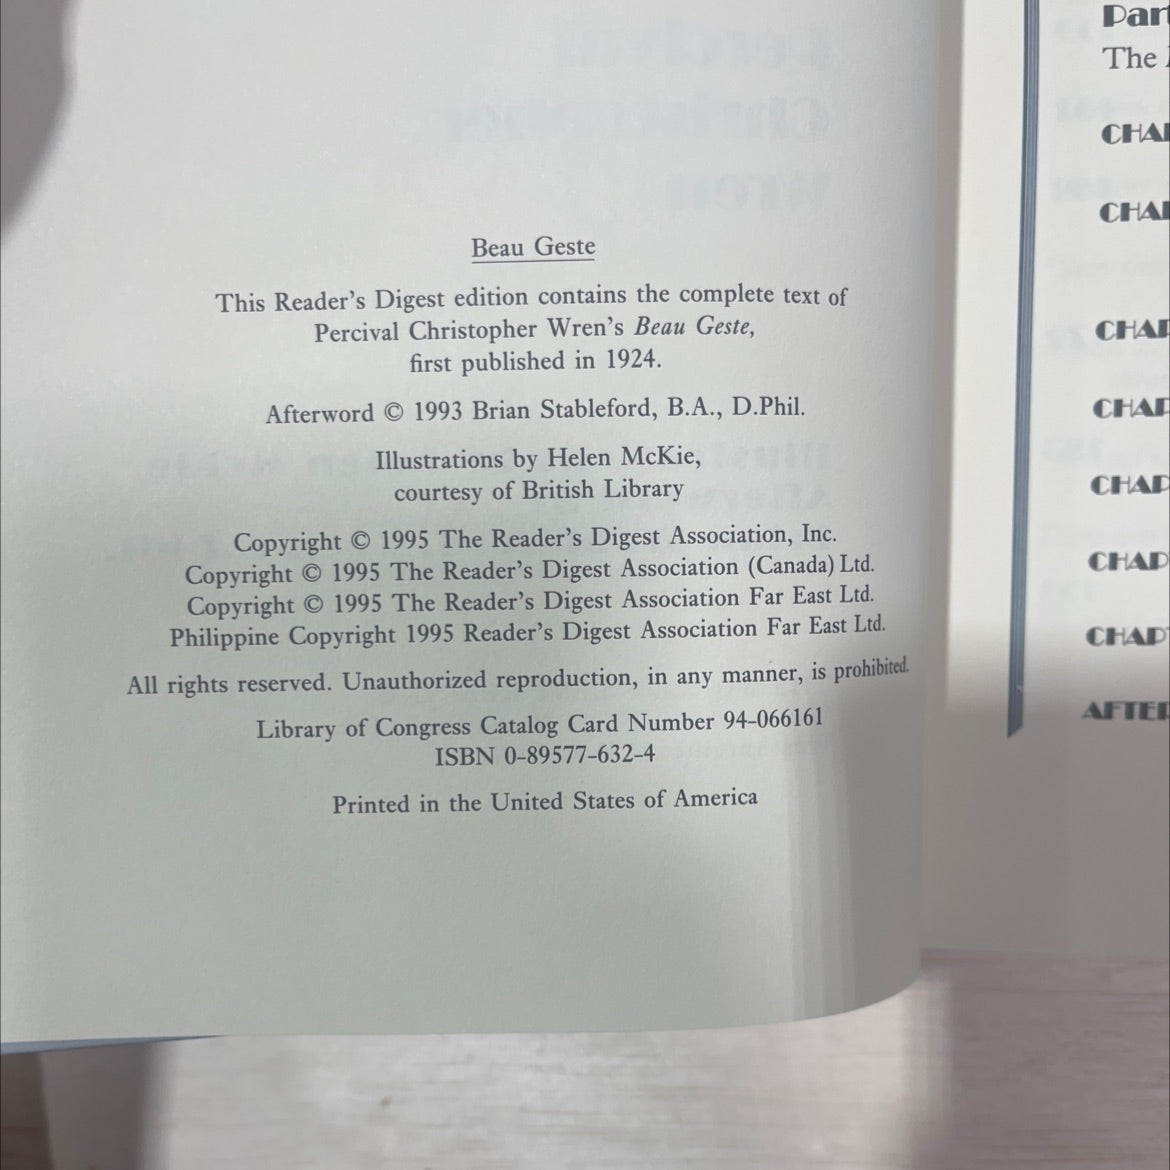 Beau Geste
This Reader's Digest edition contains the complete text of
Percival Christopher Wren's Beau Geste,
first published in 1924.
Afterword © 1993 Brian Stableford, B.A., D.Phil.
Illustrations by Helen McKie,
courtesy of British Library
Copyright © 1995 The Reader's Digest Association, Inc.
Copyright © 1995 The Reader's Digest Association (Canada) Ltd.
Copyright © 1995 The Reader's Digest Association Far East Ltd.
Philippine Copyright 1995 Reader's Digest Association Far East Ltd.
All rights reserved. Unauthorized reproduction, in any manner, is prohibited.
Library of Congress Catalog Card Number 94-066161
ISBN 0-89577-632-4
Printed in the United States of America
The